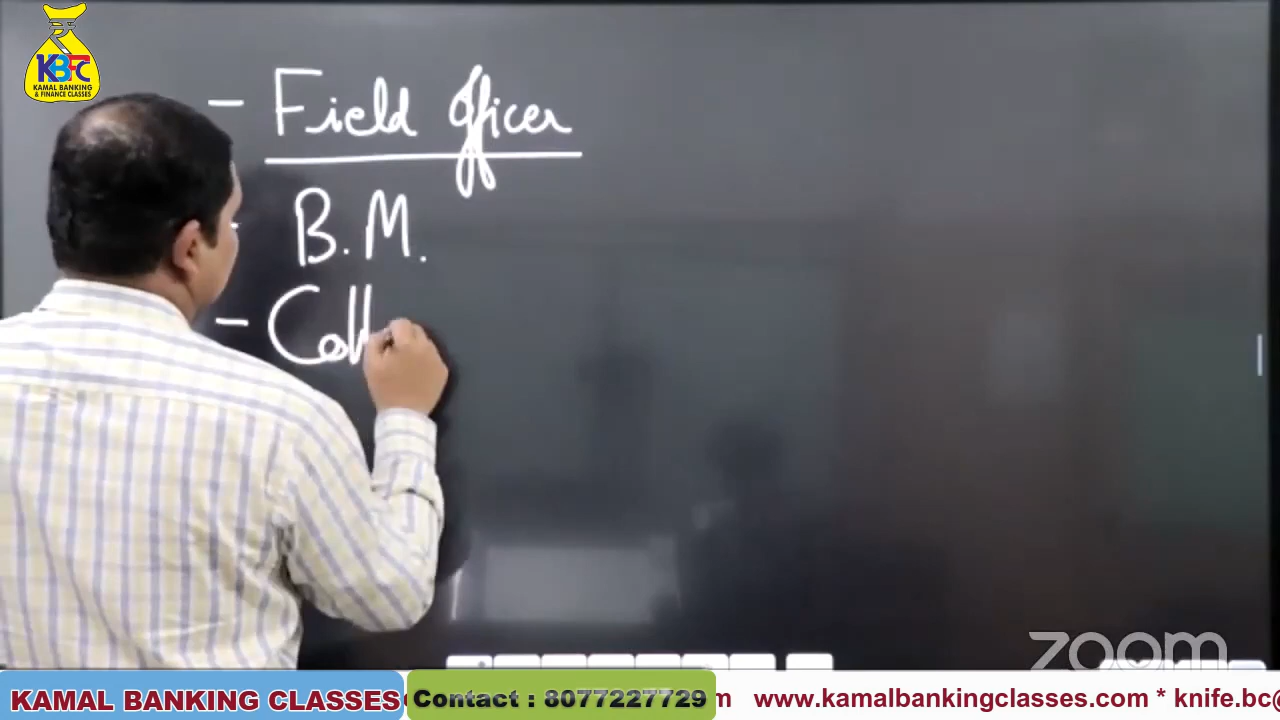 KBFC
KAMAL BANKING
& FINANCE CLASSES
- Field Officer
- B.M.
- Coll
zoom
KAMAL BANKING CLASSES
Contact : 8077227729
www.kamalbankingclasses.com * knife.bc@